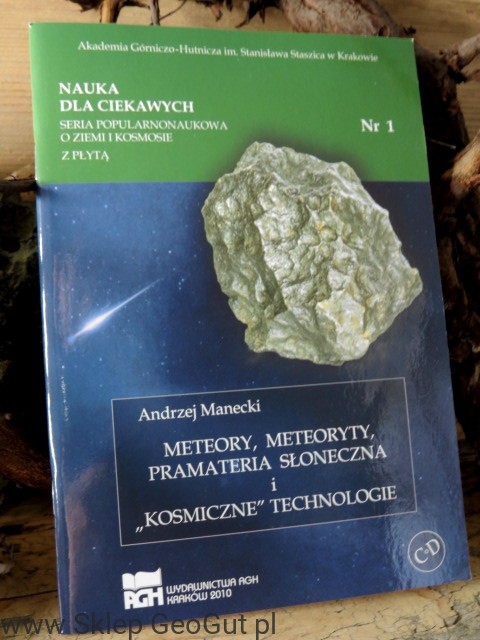 Akademia Górniczo-Hutnicza im. Stanisława Staszica w Krakowie
NAUKA
DLA CIEKAWYCH
SERIA POPULARNONAUKOWA
O ZIEMI I KOSMOSIE
Z PŁYTĄ
Nr 1
Andrzej Manecki
METEORY, METEORYTY,
PRAMATERIA SŁONECZNA
i
„KOSMICZNE” TECHNOLOGIE
CD
AGH
WYDAWNICTWA AGH
KRAKÓW 2010
www.Sklep GeoGut.pl